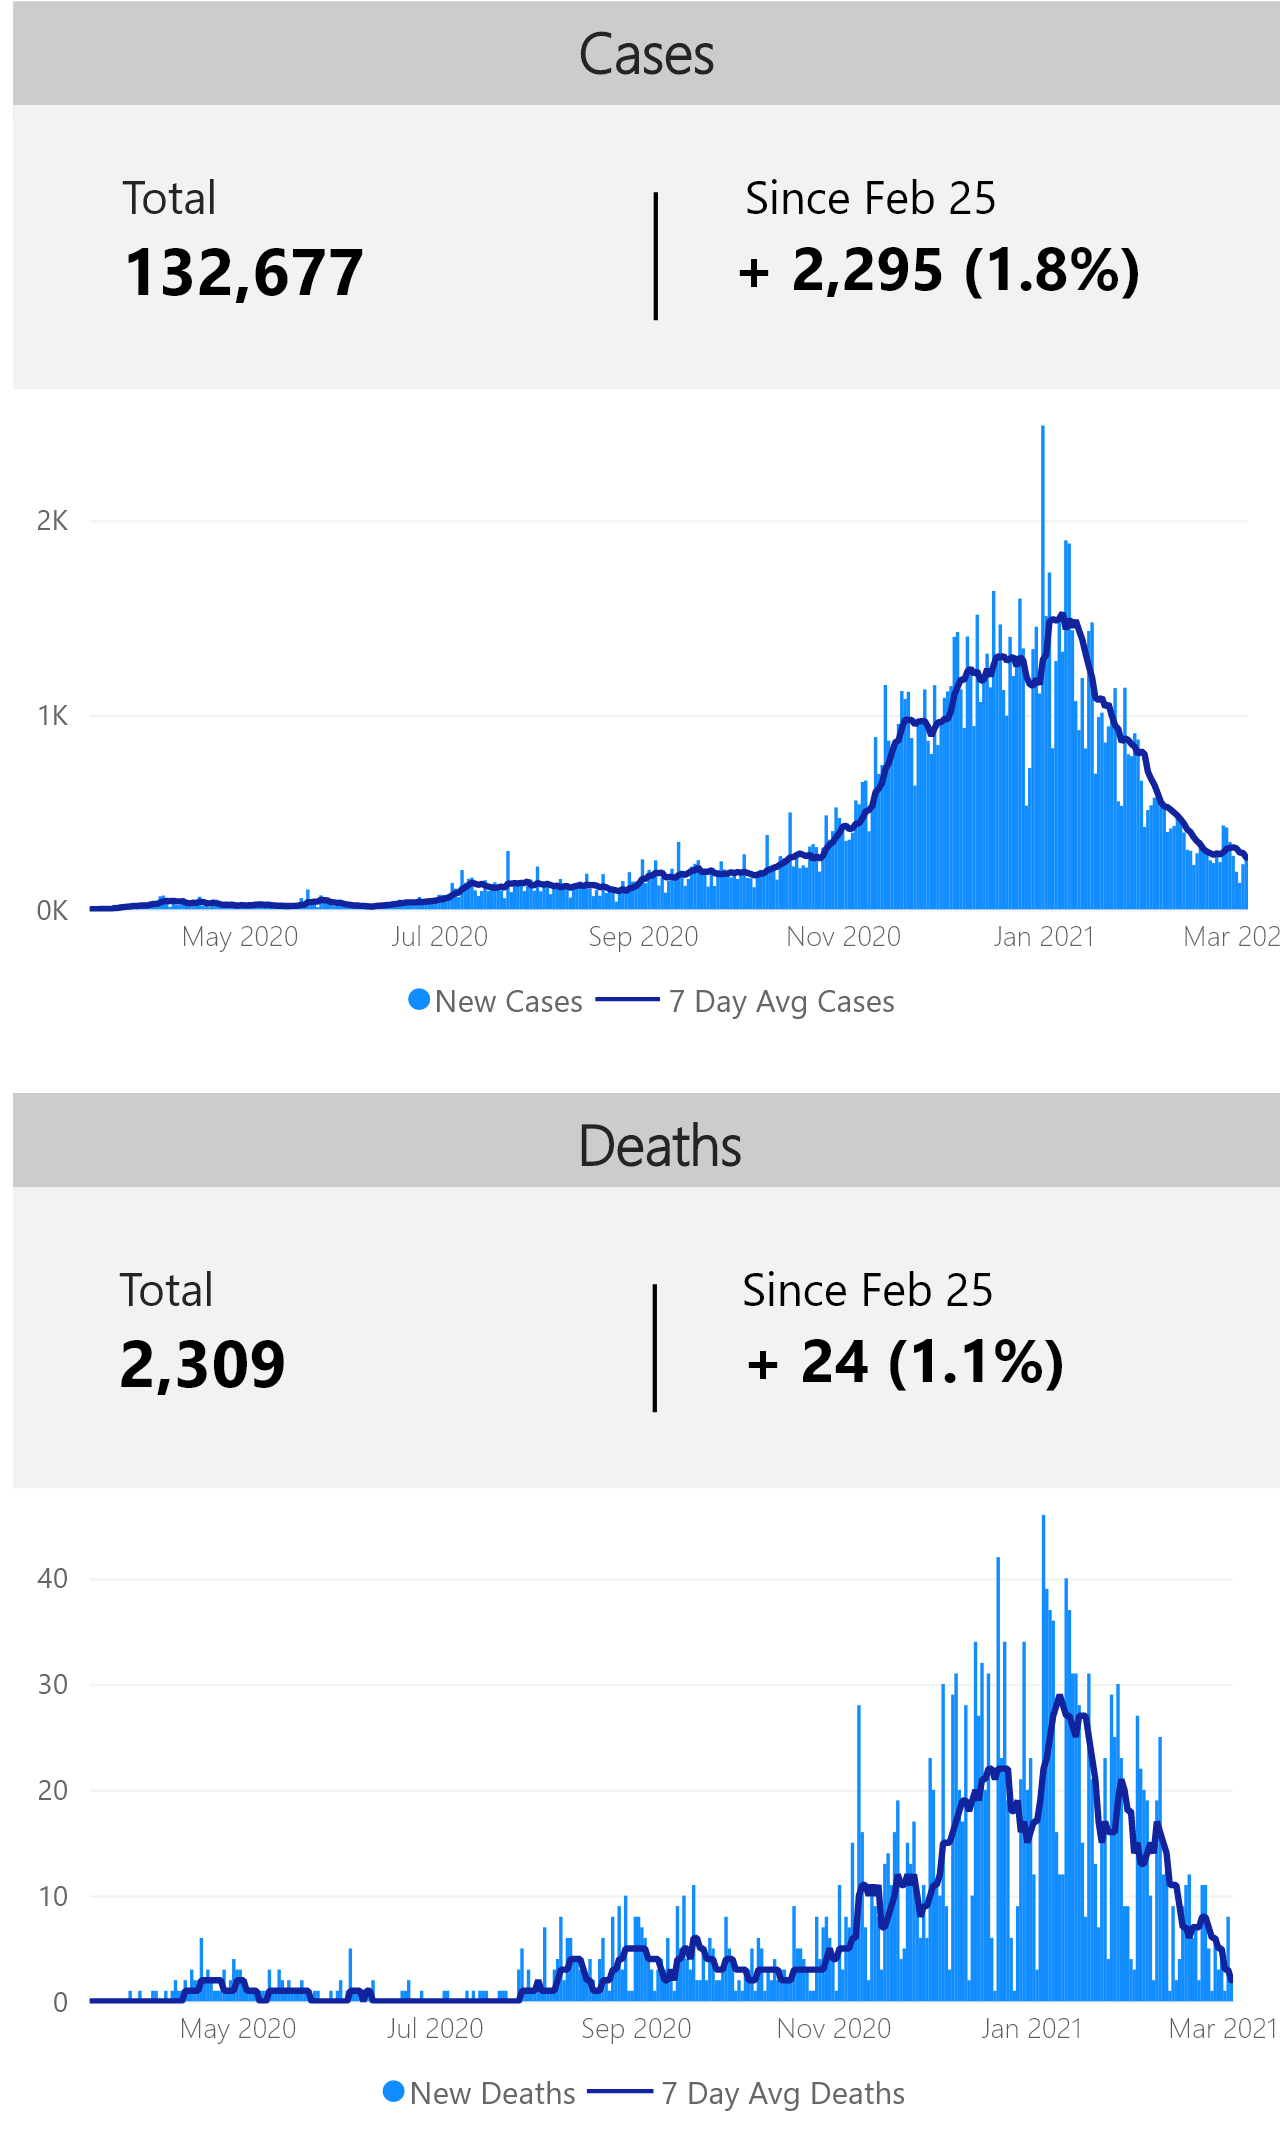 Cases
Total
132,677
Since Feb 25
+ 2,295 (1.8%)
2K
1K
0K
May 2020 Jul 2020 Sep 2020 Nov 2020 Jan 2021 Mar 202
New Cases 7 Day Avg Cases
Deaths
Total
2,309
Since Feb 25
+ 24 (1.1%)
40
30
20
10
0
May 2020 Jul 2020 Sep 2020 Nov 2020 Jan 2021 Mar 2021
New Deaths 7 Day Avg Deaths